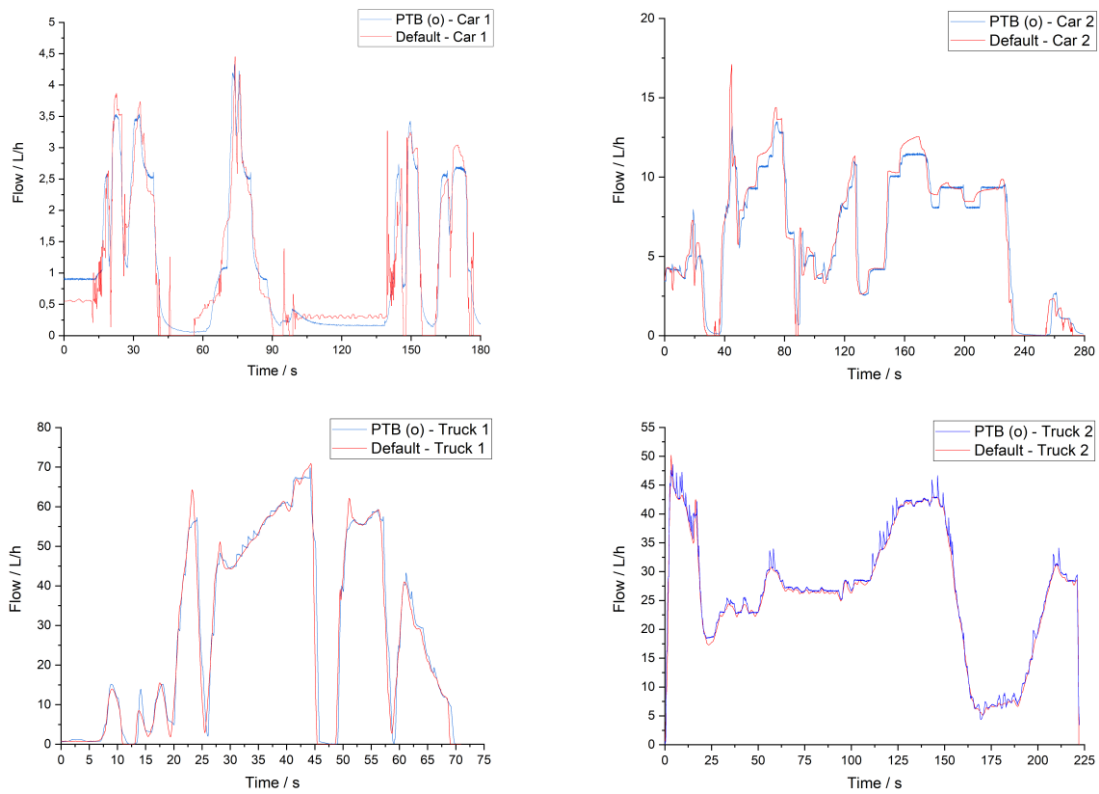 PTB (o) - Car 1
Default - Car 1
5
4,5
4
3,5
3
2,5
2
1,5
1
0,5
0
Flow / L/h
0 30 60 90 120 150 180
Time / s
PTB (o) - Car 2
Default - Car 2
20
15
10
5
0
Flow / L/h
0 40 80 120 160 200 240 280
Time / s
PTB (o) - Truck 1
Default - Truck 1
80
70
60
50
40
30
20
10
0
Flow / L/h
0 5 10 15 20 25 30 35 40 45 50 55 60 65 70 75
Time / s
PTB (o) - Truck 2
Default - Truck 2
55
50
45
40
35
30
25
20
15
10
5
0
Flow / L/h
0 25 50 75 100 125 150 175 200 225
Time / s